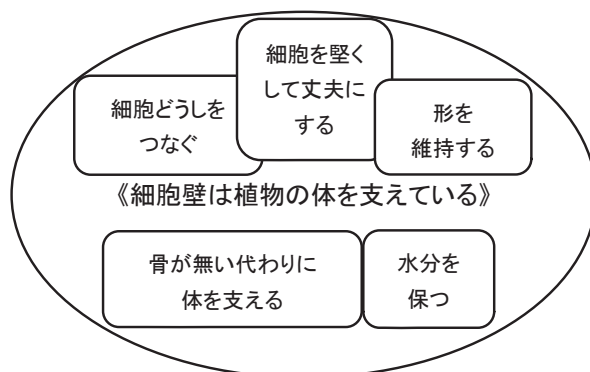 細胞を堅く
して丈夫に
する
細胞どうしを
つなぐ
形を
維持する
《細胞壁は植物の体を支えている》
骨が無い代わりに
体を支える
水分を
保つ